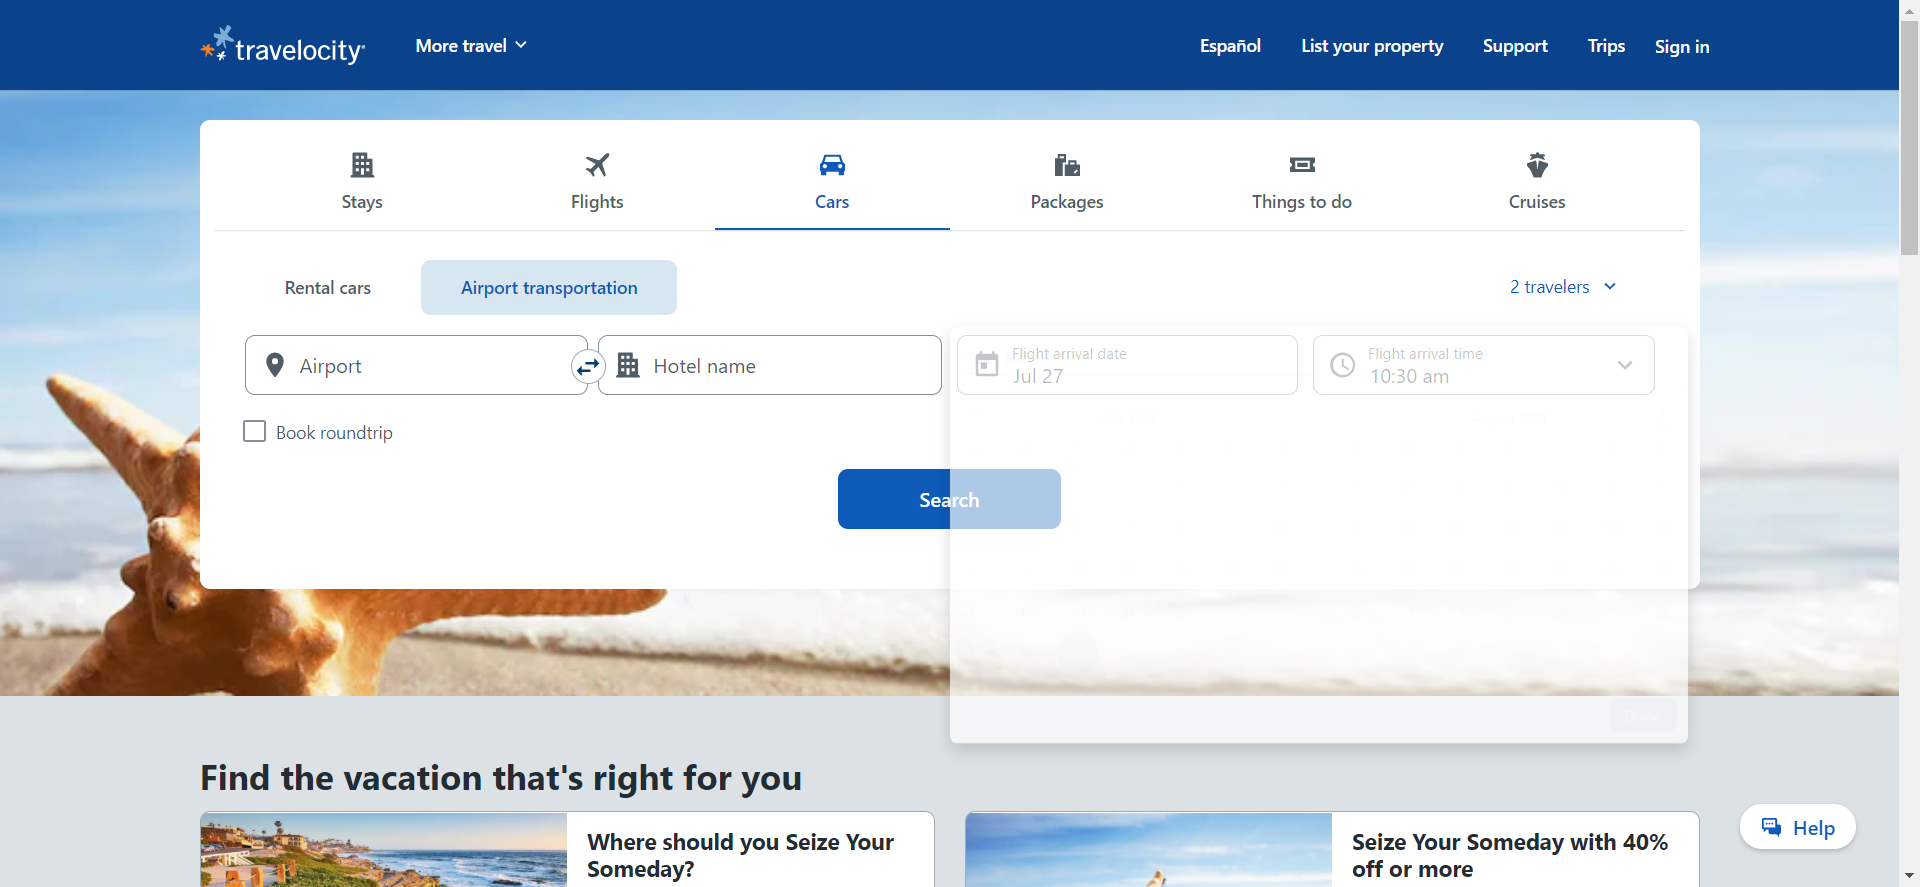 travelocity
More travel
Español
List your property
Support
Trips
Sign in
Stays
Flights
Cars
Packages
Things to do
Cruises
Rental cars
Airport transportation
2 travelers
Airport
Hotel name
Flight arrival date
Jul 27
Flight arrival time
10:30 am
Book roundtrip
Search
Done
Find the vacation that's right for you
Where should you Seize Your
Someday?
Seize Your Someday with 40%
off or more
Help